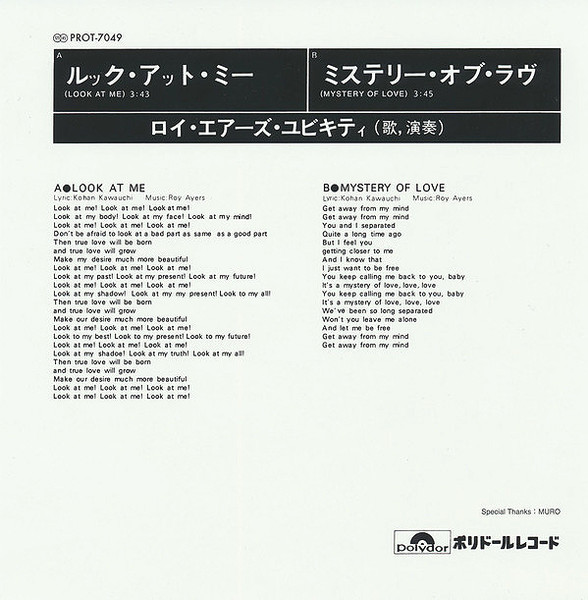 PROT-7049
A
ルック・アット・ミー
(LOOK AT ME) 3:43
B
ミステリー・オブ・ラヴ
(MYSTERY OF LOVE) 3:45
ロイ・エアーズ・ユビキティ(歌,演奏)
A●LOOK AT ME
Lyric:Kohan Kawauchi Music:Roy Ayers
Look at me! Look at me! Look at me!
Look at my body! Look at my face! Look at my mind!
Look at me! Look at me! Look at me!
Don't be afraid to look at a bad part as same as a good part
Then true love will be born
and true love will grow
Make my desire much more beautiful
Look at me! Look at me! Look at me!
Look at my past! Look at my present! Look at my future!
Look at me! Look at me! Look at me!
Look at my shadow! Look at my my present! Look to my all!
Then true love will be born
and true love will grow
Make our desire much more beautiful
Look at me! Look at me! Look at me!
Look to my best! Look to my present! Look to my future!
Look at me! Look at me! Look at me!
Look at my shadoe! Look at my truth! Look at my all!
Then true love will be born
and true love will grow
Make our desire much more beautiful
Look at me! Look at me! Look at me!
Look at me! Look at me! Look at me!
B●MYSTERY OF LOVE
Lyric:Kohan Kawauchi Music:Roy Ayers
Get away from my mind
Get away from my mind
You and I separated
Quite a long time ago
But I feel you
getting closer to me
And I know that
I just want to be free
You keep calling me back to you, baby
It's a mystery of love, love, love
You keep calling me back to you, baby
It's a mystery of love, love, love
We've been so long separated
Won't you leave me alone
And let me be free
Get away from my mind
Get away from my mind
Special Thanks : MURO
Polydor ポリドールレコード